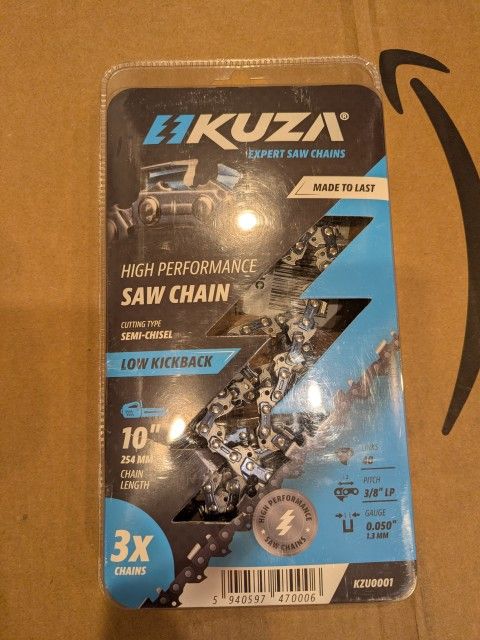 KUZA®
EXPERT SAW CHAINS
MADE TO LAST
HIGH PERFORMANCE
SAW CHAIN
CUTTING TYPE
SEMI-CHISEL
LOW KICKBACK
10"
254 MM
CHAIN
LENGTH
LINKS
40
PITCH
3/8" LP
GAUGE
0.050"
1.3 MM
HIGH PERFORMANCE
SAW CHAINS
3X
CHAINS
KZU0001
5 940597 470006